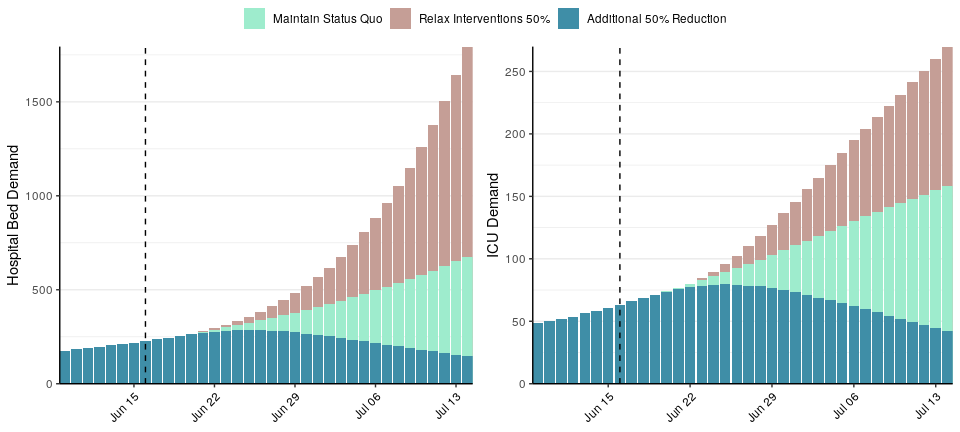 Maintain Status Quo Relax Interventions 50% Additional 50% Reduction
Hospital Bed Demand
1500
1000
500
0
Jun 15 Jun 22 Jun 29 Jul 06 Jul 13
ICU Demand
250
200
150
100
50
0
Jun 15 Jun 22 Jun 29 Jul 06 Jul 13